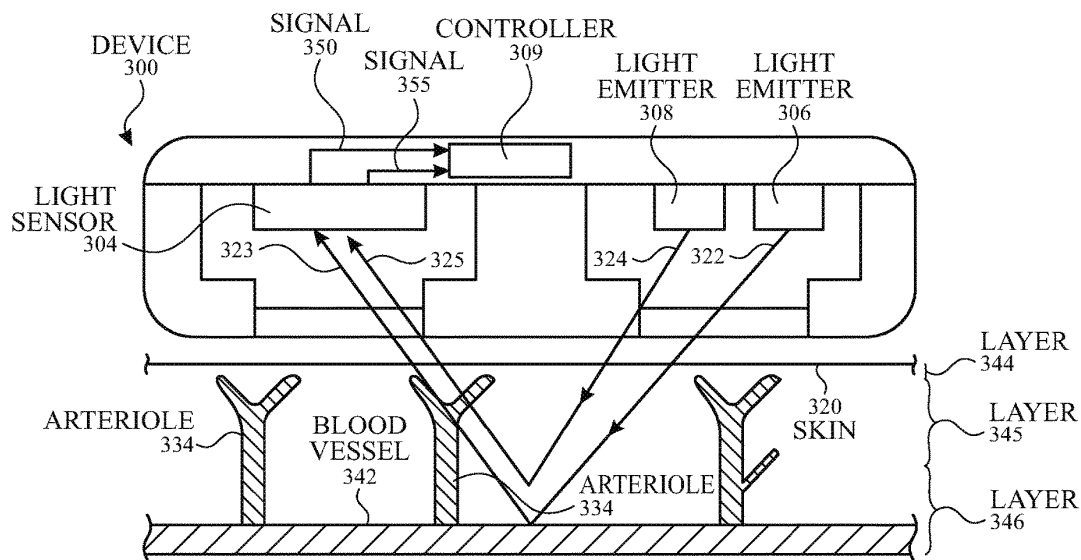 DEVICE
300
SIGNAL
350
SIGNAL
355
CONTROLLER
309
LIGHT
EMITTER
308
LIGHT
EMITTER
306
LIGHT
SENSOR
304
323
325
324
322
LAYER
344
320
SKIN
LAYER
345
ARTERIOLE
334
BLOOD
VESSEL
342
ARTERIOLE
334
LAYER
346